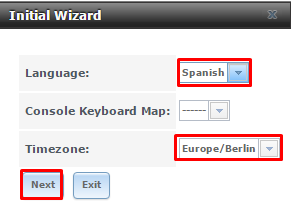 Initial Wizard
Language: Spanish
Console Keyboard Map: ------
Timezone: Europe/Berlin
Next Exit